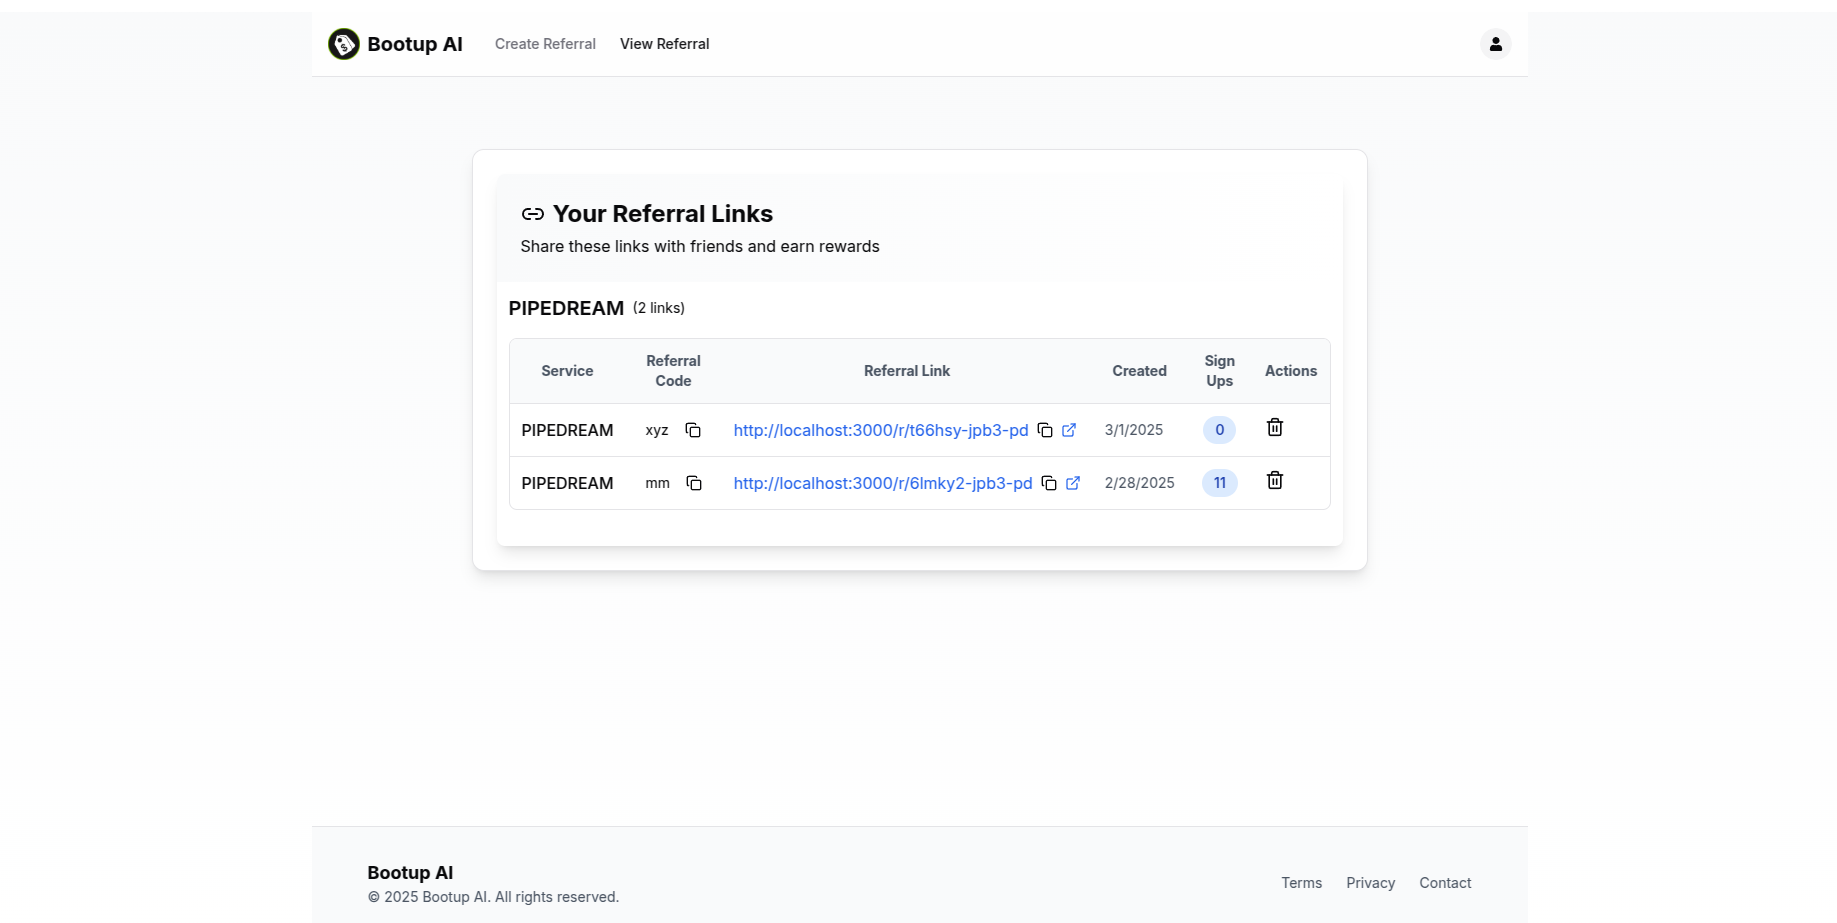 Bootup AI
Create Referral
View Referral
Your Referral Links
Share these links with friends and earn rewards
PIPEDREAM (2 links)
Service Referral Code Referral Link Created Sign Ups Actions
PIPEDREAM xyz http://localhost:3000/r/t66hsy-jpb3-pd 3/1/2025 0
PIPEDREAM mm http://localhost:3000/r/6lmky2-jpb3-pd 2/28/2025 11
Bootup AI
© 2025 Bootup AI. All rights reserved.
Terms Privacy Contact